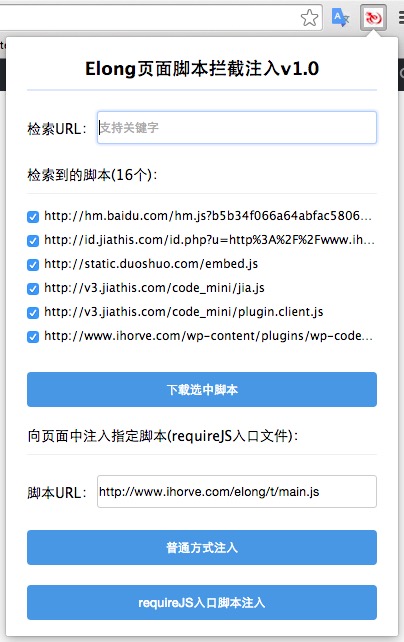 Elong页面脚本拦截注入v1.0
检索URL：
支持关键字
检索到的脚本(16个)：
http://hm.baidu.com/hm.js?b5b34f066a64abfac5806...
http://id.jiathis.com/id.php?u=http%3A%2F%2Fwww.ih...
http://static.duoshuo.com/embed.js
http://v3.jiathis.com/code_mini/jia.js
http://v3.jiathis.com/code_mini/plugin.client.js
http://www.ihorve.com/wp-content/plugins/wp-code...
下载选中脚本
向页面中注入指定脚本(requireJS入口文件)：
脚本URL：
http://www.ihorve.com/elong/t/main.js
普通方式注入
requireJS入口脚本注入